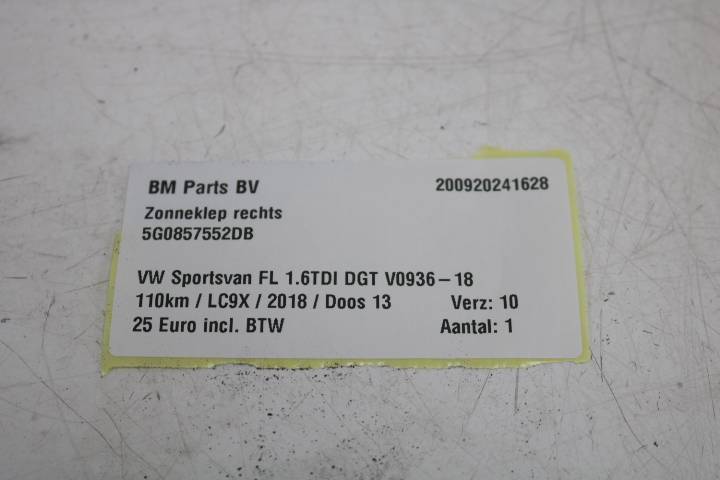 BM Parts BV 200920241628
Zonneklep rechts
5G0857552DB
VW Sportsvan FL 1.6TDI DGT V0936-18
110km / LC9X / 2018 / Doos 13 Verz: 10
25 Euro incl. BTW Aantal: 1